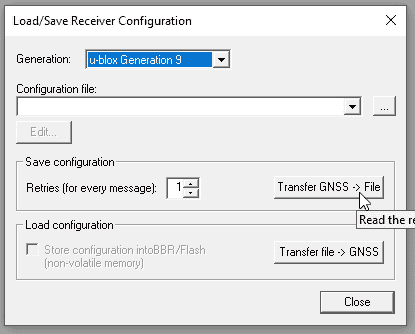 Load/Save Receiver Configuration
Generation: u-blox Generation 9
Configuration file:
...
Edit...
Save configuration
Retries (for every message): 1 Transfer GNSS -> File
Read the re
Load configuration
Store configuration intoBBR/Flash
(non-volatile memory)
Transfer file -> GNSS
Close